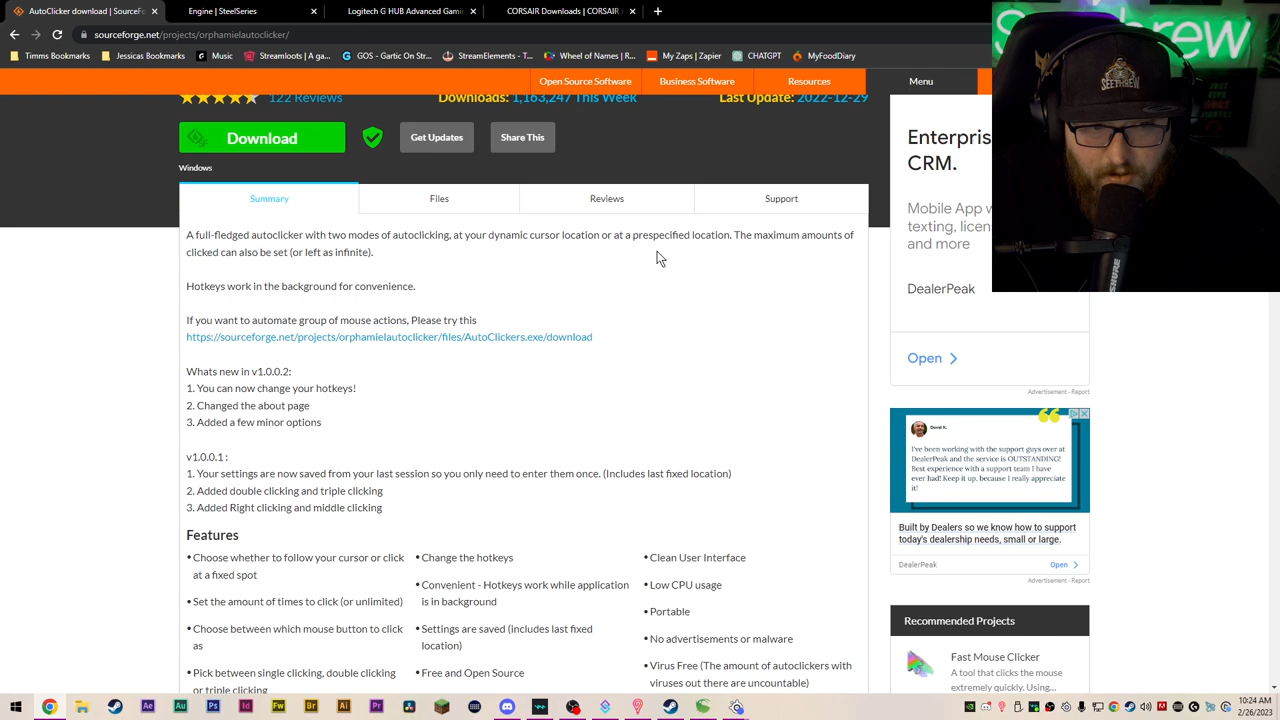 AutoClicker download | SourceFo
Logitech G HUB Advanced Gam
CORSAIR Downloads | CORSAIR
sourceforge.net/projects/orphamielautoclicker/
Timms Bookmarks
Jessicas Bookmarks
Music
Streamloots | A ga...
GOS - Gartic On Str...
StreamElements - T...
Wheel of Names | R...
My Zaps | Zapier
CHATGPT
MyFoodDiary
Open Source Software
Business Software
Resources
Menu
122 Reviews
Downloads: 1,163,247 This Week
Last Update: 2022-12-29
Download
Get Updates
Share This
Windows
Summary
Files
Reviews
Support
A full-fledged autoclicker with two modes of autoclicking, at your dynamic cursor location or at a prespecified location. The maximum amounts of
clicked can also be set (or left as infinite).
Hotkeys work in the background for convenience.
If you want to automate group of mouse actions, Please try this
https://sourceforge.net/projects/orphamielautoclicker/files/AutoClickers.exe/download
Whats new in v1.0.0.2:
1. You can now change your hotkeys!
2. Changed the about page
3. Added a few minor options
v1.0.0.1 :
1. Your settings are now saved from your last session so you only need to enter them once. (Includes last fixed location)
2. Added double clicking and triple clicking
3. Added Right clicking and middle clicking
Features
• Choose whether to follow your cursor or click
at a fixed spot
• Set the amount of times to click (or unlimited)
• Choose between which mouse button to click
as
• Pick between single clicking, double clicking
or triple clicking
• Change the hotkeys
• Convenient - Hotkeys work while application
is in background
• Settings are saved (includes last fixed
location)
• Free and Open Source
• Clean User Interface
• Low CPU usage
• Portable
• No advertisements or malware
• Virus Free (The amount of autoclickers with
viruses out there are uncountable)
Enterpris
CRM.
Mobile App w
texting, licen
and more
DealerPeak
Open
Advertisement - Report
David K.
I've been working with the support guys over at
DealerPeak and the service is OUTSTANDING!
Best experience with a support team I have
ever had! Keep it up, because I really appreciate
it!
Built by Dealers so we know how to support
today's dealership needs, small or large.
DealerPeak
Open
Advertisement - Report
Recommended Projects
Fast Mouse Clicker
A tool that clicks the mouse
extremely quickly. Using...
SEETHREW
SHURE
10:24 AM
2/26/2023